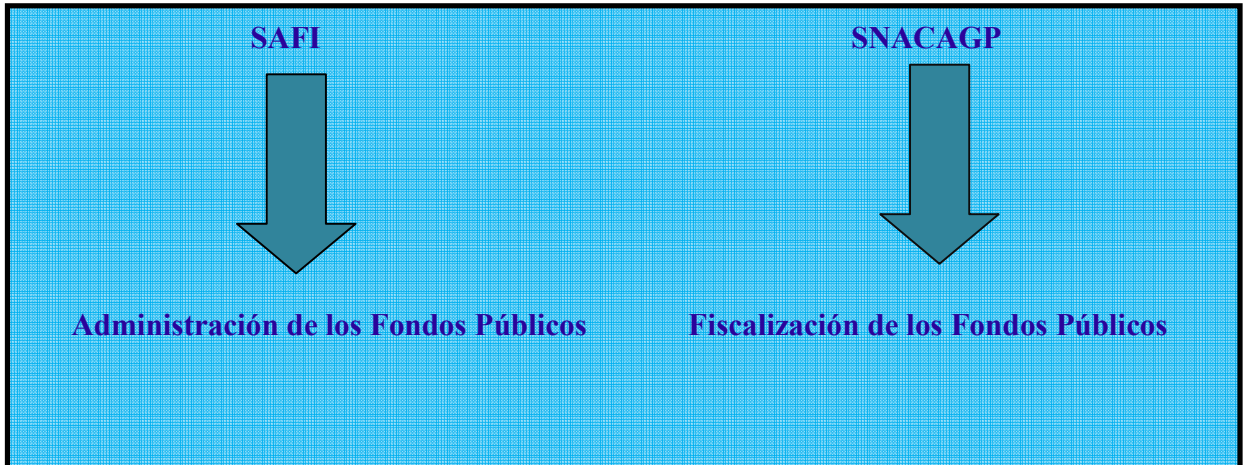 SAFI
SNACAGP
Administración de los Fondos Públicos
Fiscalización de los Fondos Públicos